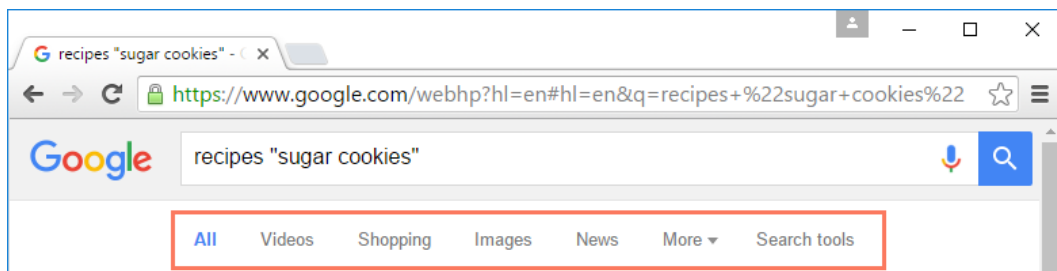 recipes "sugar cookies" -
https://www.google.com/webhp?hl=en#hl=en&q=recipes+%22sugar+cookies%22
Google recipes "sugar cookies"
All Videos Shopping Images News More Search tools